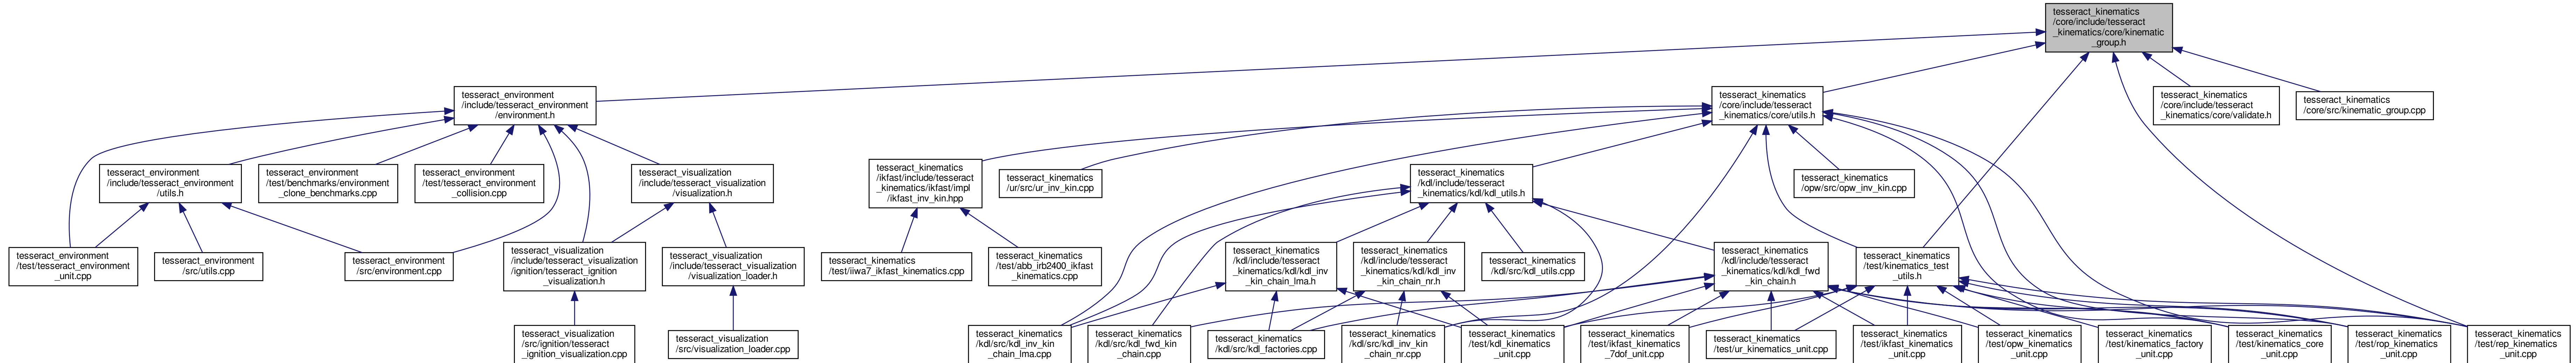 tesseract_kinematics
/core/include/tesseract
_kinematics/core/kinematic
_group.h
tesseract_environment
/include/tesseract_environment
/environment.h
tesseract_kinematics
/core/include/tesseract
_kinematics/core/utils.h
tesseract_kinematics
/core/include/tesseract
_kinematics/core/validate.h
tesseract_kinematics
/core/src/kinematic_group.cpp
tesseract_environment
/include/tesseract_environment
/utils.h
tesseract_environment
/test/benchmarks/environment
_clone_benchmarks.cpp
tesseract_environment
/test/tesseract_environment
_collision.cpp
tesseract_visualization
/include/tesseract_visualization
/visualization.h
tesseract_kinematics
/ikfast/include/tesseract
_kinematics/ikfast/impl
/ikfast_inv_kin.hpp
tesseract_kinematics
/ur/src/ur_inv_kin.cpp
tesseract_kinematics
/kdl/include/tesseract
_kinematics/kdl/kdl_utils.h
tesseract_kinematics
/opw/src/opw_inv_kin.cpp
tesseract_environment
/test/tesseract_environment
_unit.cpp
tesseract_environment
/src/utils.cpp
tesseract_environment
/src/environment.cpp
tesseract_visualization
/include/tesseract_visualization
/ignition/tesseract_ignition
_visualization.h
tesseract_visualization
/include/tesseract_visualization
/visualization_loader.h
tesseract_kinematics
/test/iiwa7_ikfast_kinematics.cpp
tesseract_kinematics
/test/abb_irb2400_ikfast
_kinematics.cpp
tesseract_kinematics
/kdl/include/tesseract
_kinematics/kdl/kdl_inv
_kin_chain_lma.h
tesseract_kinematics
/kdl/include/tesseract
_kinematics/kdl/kdl_inv
_kin_chain_nr.h
tesseract_kinematics
/kdl/src/kdl_utils.cpp
tesseract_kinematics
/kdl/include/tesseract
_kinematics/kdl/kdl_fwd
_kin_chain.h
tesseract_kinematics
/test/kinematics_test
_utils.h
tesseract_visualization
/src/ignition/tesseract
_ignition_visualization.cpp
tesseract_visualization
/src/visualization_loader.cpp
tesseract_kinematics
/kdl/src/kdl_inv_kin
_chain_lma.cpp
tesseract_kinematics
/kdl/src/kdl_fwd_kin
_chain.cpp
tesseract_kinematics
/kdl/src/kdl_factories.cpp
tesseract_kinematics
/kdl/src/kdl_inv_kin
_chain_nr.cpp
tesseract_kinematics
/test/kdl_kinematics
_unit.cpp
tesseract_kinematics
/test/ikfast_kinematics
_7dof_unit.cpp
tesseract_kinematics
/test/ur_kinematics_unit.cpp
tesseract_kinematics
/test/ikfast_kinematics
_unit.cpp
tesseract_kinematics
/test/opw_kinematics
_unit.cpp
tesseract_kinematics
/test/kinematics_factory
_unit.cpp
tesseract_kinematics
/test/kinematics_core
_unit.cpp
tesseract_kinematics
/test/rop_kinematics
_unit.cpp
tesseract_kinematics
/test/rep_kinematics
_unit.cpp